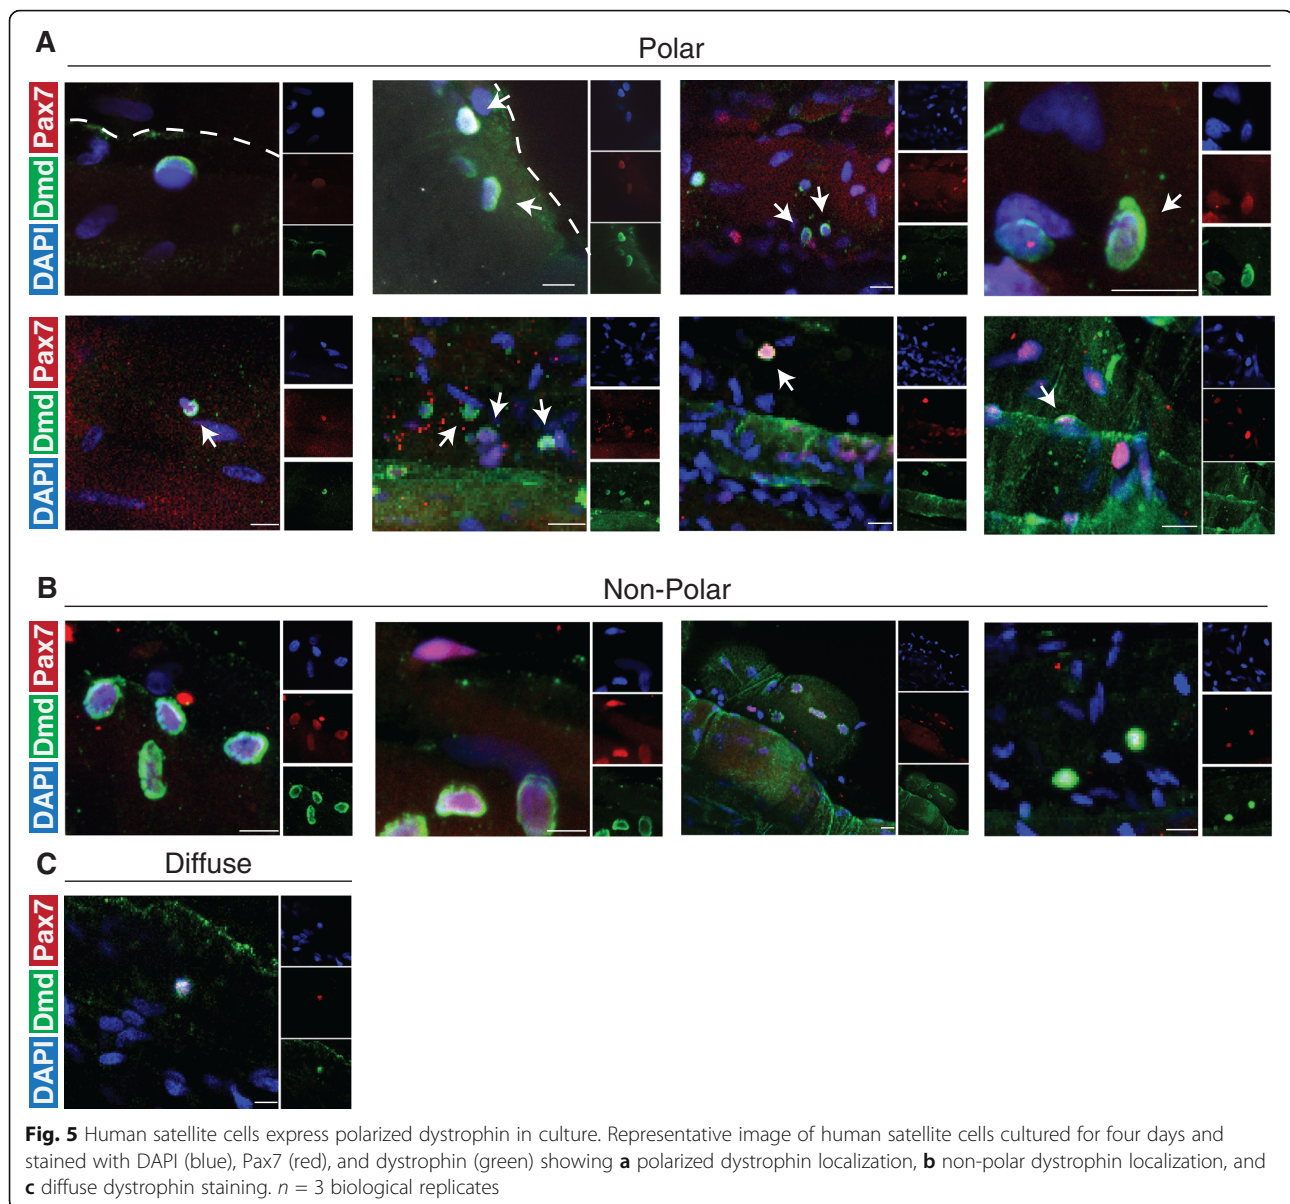 A
Polar
DAPI Dmd Pax7
DAPI Dmd Pax7
B
Non-Polar
DAPI Dmd Pax7
C
Diffuse
DAPI Dmd Pax7
Fig. 5 Human satellite cells express polarized dystrophin in culture. Representative image of human satellite cells cultured for four days and
stained with DAPI (blue), Pax7 (red), and dystrophin (green) showing a polarized dystrophin localization, b non-polar dystrophin localization, and
c diffuse dystrophin staining. n = 3 biological replicates